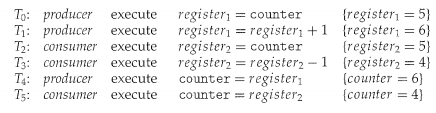 T₀: producer execute register₁ = counter {register₁ = 5}
T₁: producer execute register₁ = register₁ + 1 {register₁ = 6}
T₂: consumer execute register₂ = counter {register₂ = 5}
T₃: consumer execute register₂ = register₂ − 1 {register₂ = 4}
T₄: producer execute counter = register₁ {counter = 6}
T₅: consumer execute counter = register₂ {counter = 4}